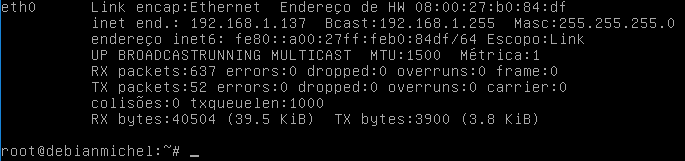 eth0 Link encap:Ethernet Endereço de HW 08:00:27:b0:84:df
inet end.: 192.168.1.137 Bcast:192.168.1.255 Masc:255.255.255.0
endereço inet6: fe80::a00:27ff:feb0:84df/64 Escopo:Link
UP BROADCASTRUNNING MULTICAST MTU:1500 Métrica:1
RX packets:637 errors:0 dropped:0 overruns:0 frame:0
TX packets:52 errors:0 dropped:0 overruns:0 carrier:0
colisões:0 txqueuelen:1000
RX bytes:40504 (39.5 KiB) TX bytes:3900 (3.8 KiB)
root@debianmichel:~# _